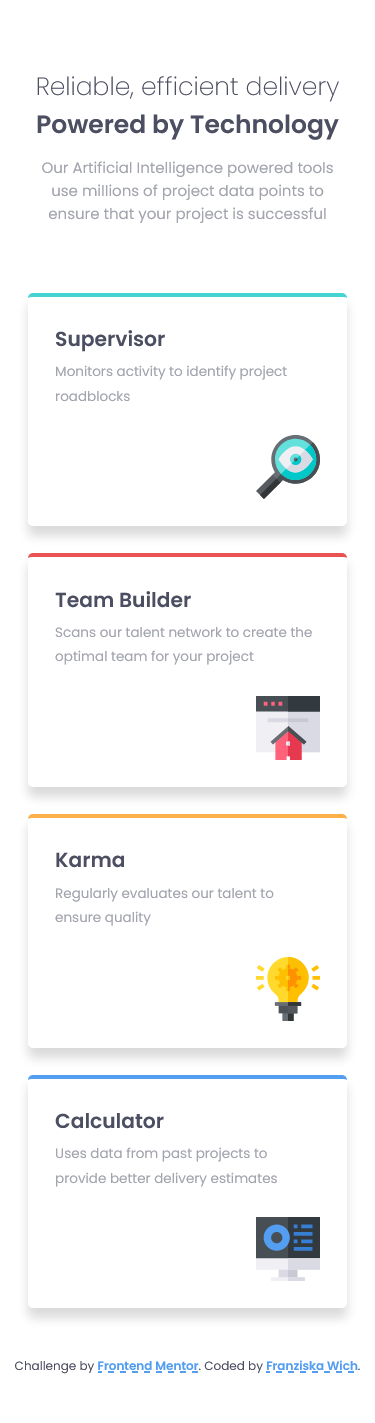 Reliable, efficient delivery
Powered by Technology
Our Artificial Intelligence powered tools
use millions of project data points to
ensure that your project is successful
Supervisor
Monitors activity to identify project
roadblocks
Team Builder
Scans our talent network to create the
optimal team for your project
Karma
Regularly evaluates our talent to
ensure quality
Calculator
Uses data from past projects to
provide better delivery estimates
Challenge by Frontend Mentor. Coded by Franziska Wich.